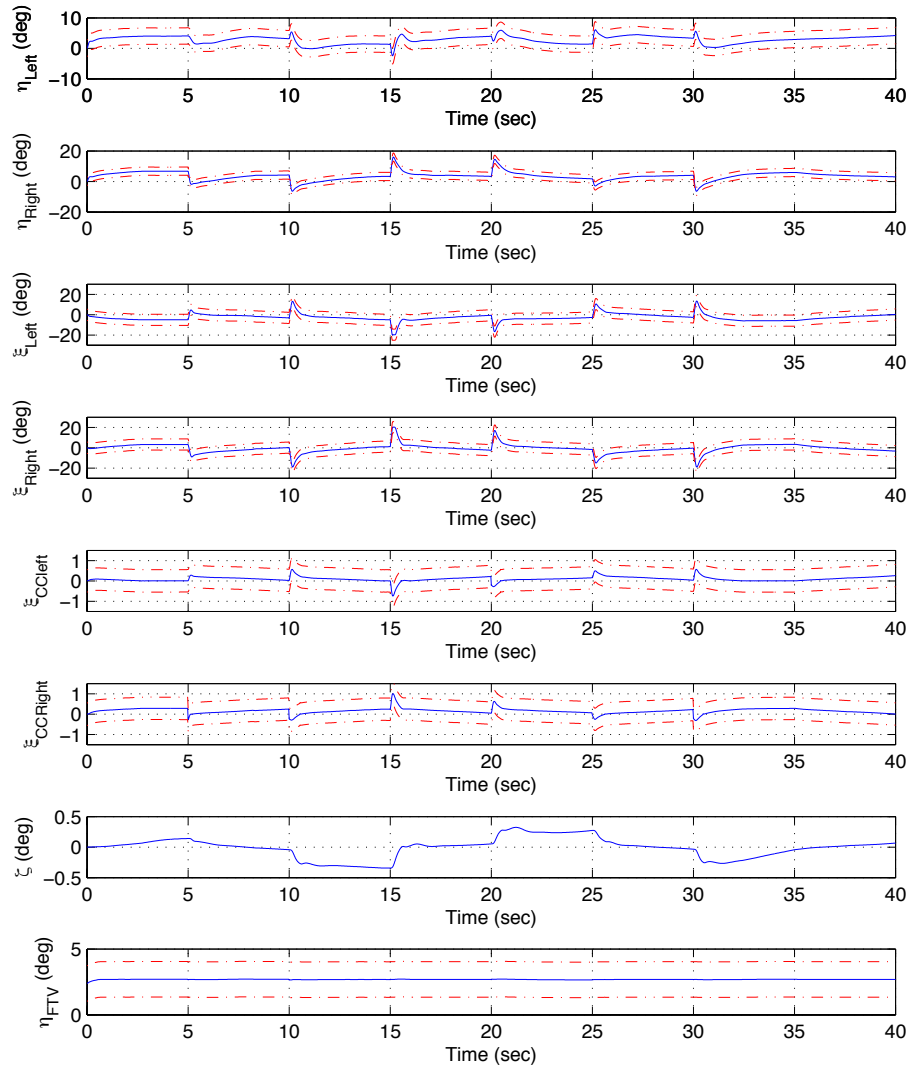 η_Left (deg)
10
0
−10
0 5 10 15 20 25 30 35 40
Time (sec)
η_Right (deg)
20
0
−20
0 5 10 15 20 25 30 35 40
Time (sec)
ξ_Left (deg)
20
0
−20
0 5 10 15 20 25 30 35 40
Time (sec)
ξ_Right (deg)
20
0
−20
0 5 10 15 20 25 30 35 40
Time (sec)
ξ_CCleft
1
0
−1
0 5 10 15 20 25 30 35 40
Time (sec)
ξ_CCRight
1
0
−1
0 5 10 15 20 25 30 35 40
Time (sec)
ζ (deg)
0.5
0
−0.5
0 5 10 15 20 25 30 35 40
Time (sec)
η_FTV (deg)
5
0
0 5 10 15 20 25 30 35 40
Time (sec)